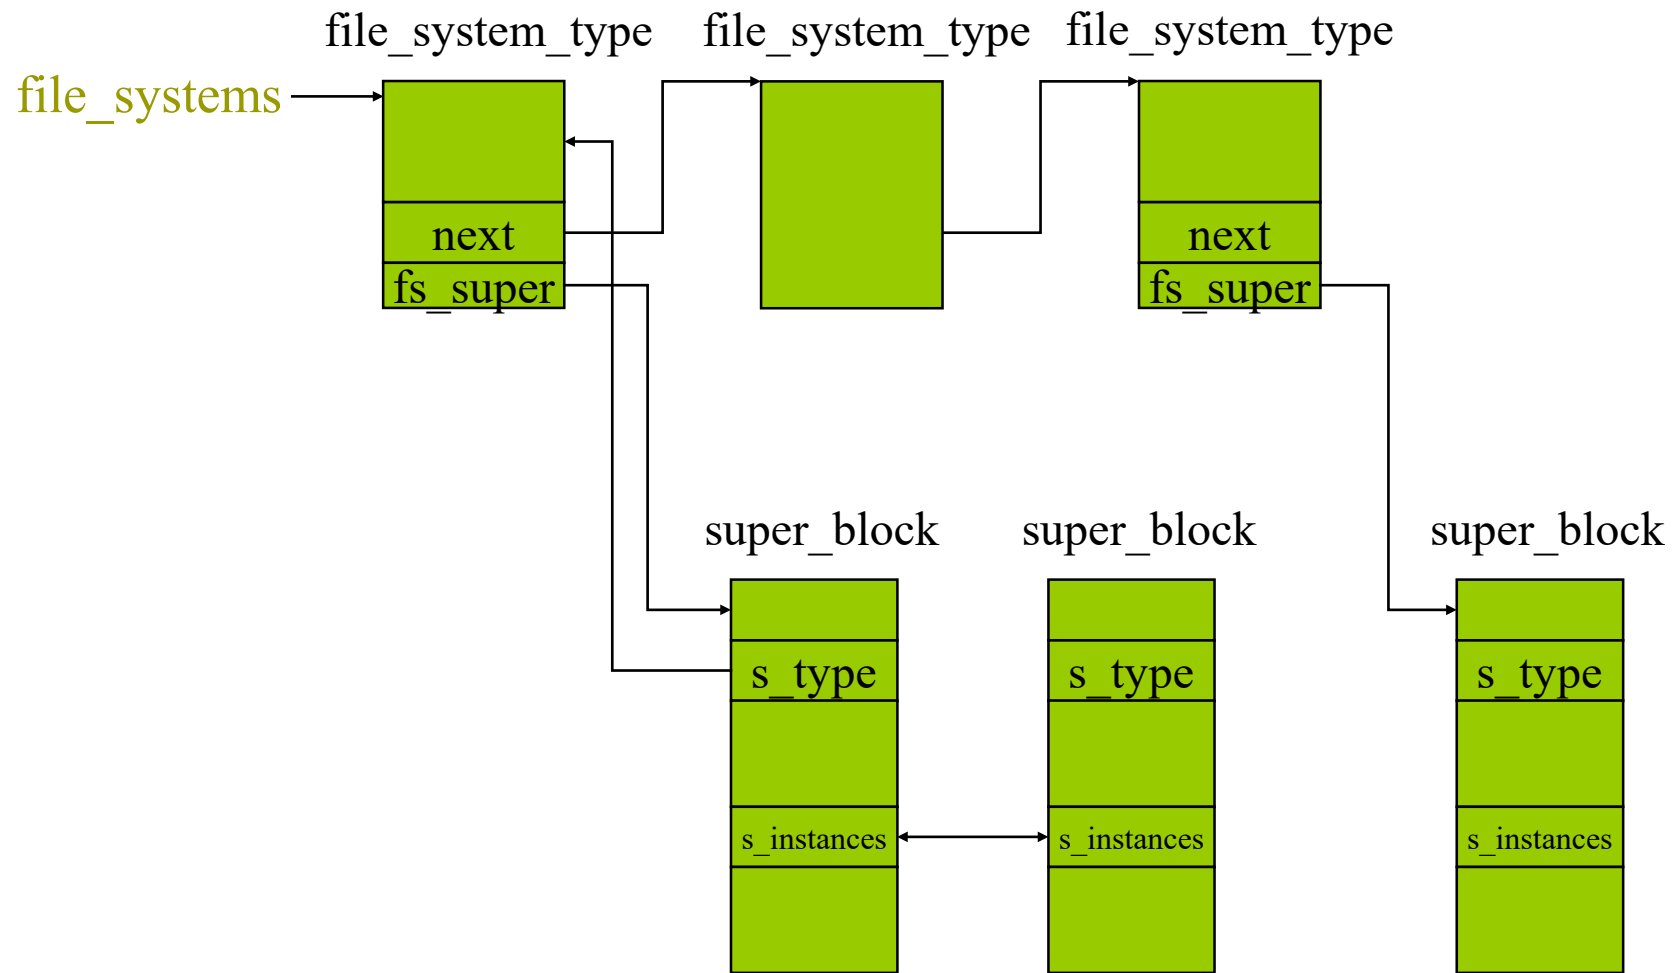 file_system_type file_system_type file_system_type
file_systems
next next
fs_super fs_super
super_block super_block super_block
s_type s_type s_type
s_instances s_instances s_instances